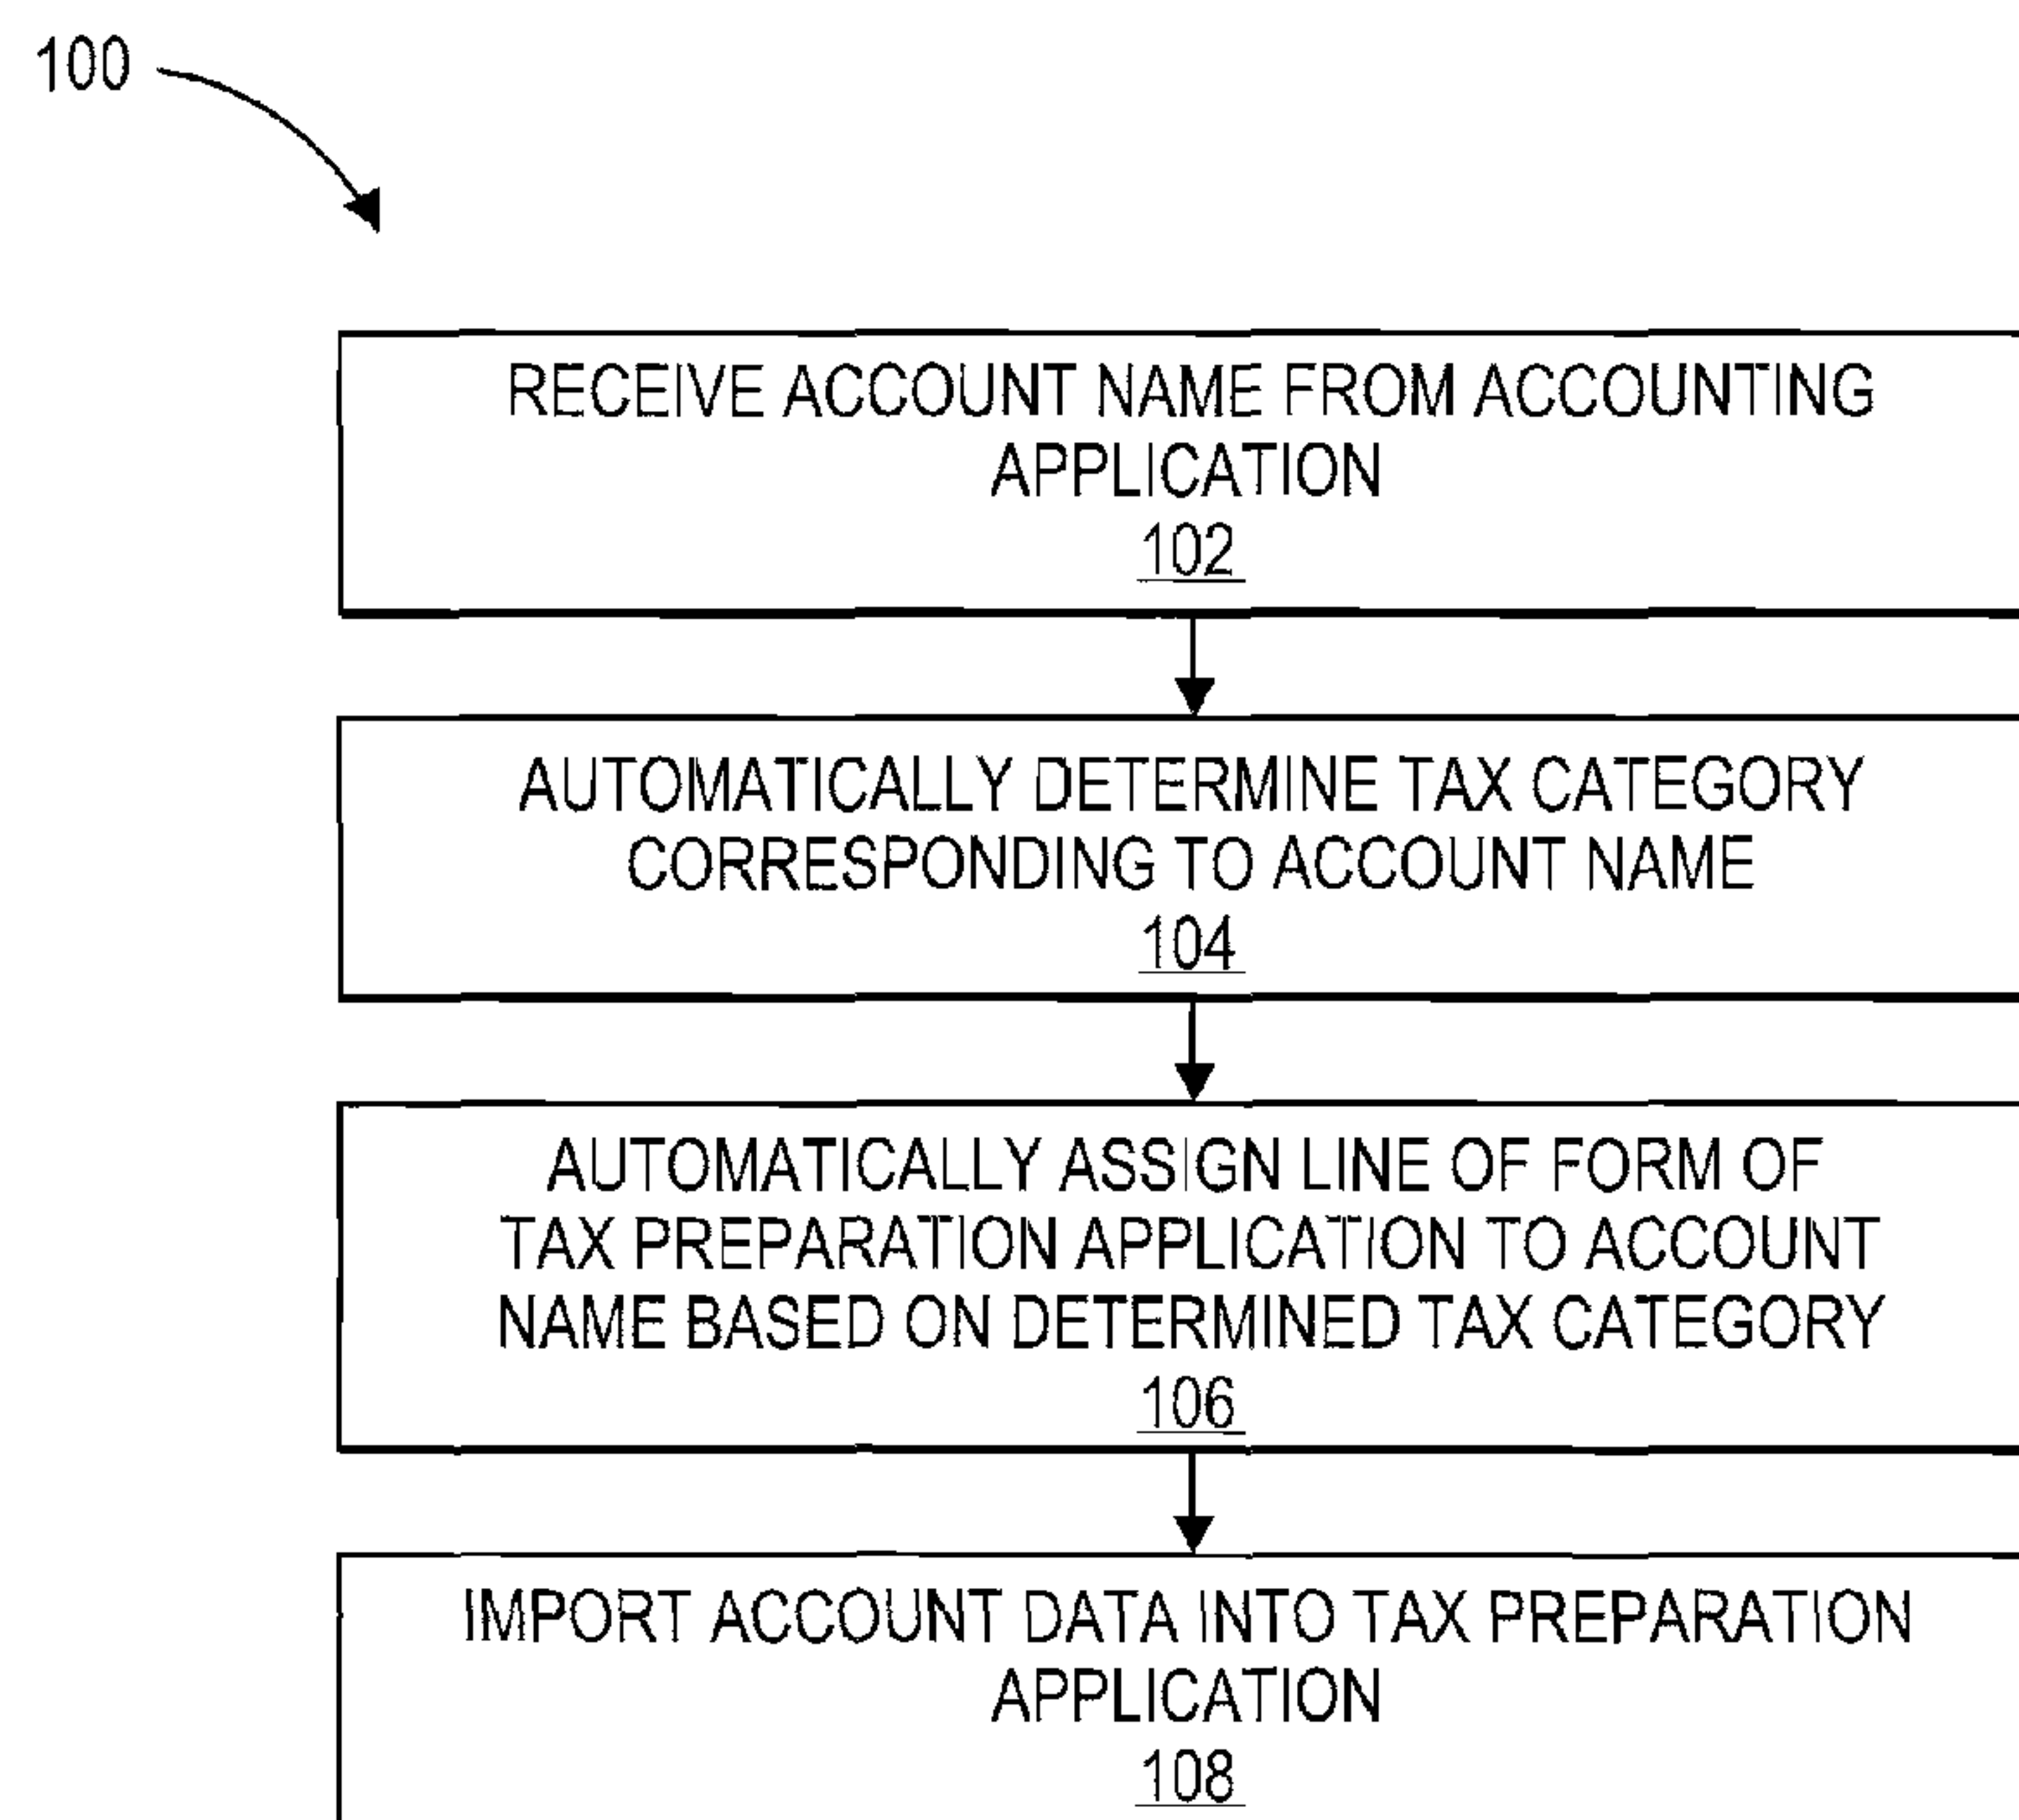 100
RECEIVE ACCOUNT NAME FROM ACCOUNTING
APPLICATION
102
AUTOMATICALLY DETERMINE TAX CATEGORY
CORRESPONDING TO ACCOUNT NAME
104
AUTOMATICALLY ASSIGN LINE OF FORM OF
TAX PREPARATION APPLICATION TO ACCOUNT
NAME BASED ON DETERMINED TAX CATEGORY
106
IMPORT ACCOUNT DATA INTO TAX PREPARATION
APPLICATION
108